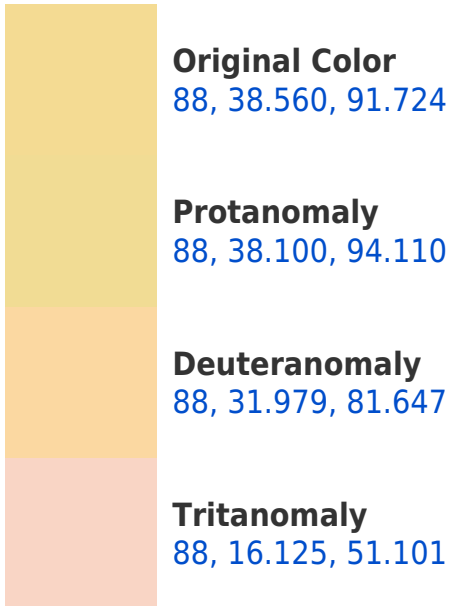 Original Color
88, 38.560, 91.724
Protanomaly
88, 38.100, 94.110
Deuteranomaly
88, 31.979, 81.647
Tritanomaly
88, 16.125, 51.101